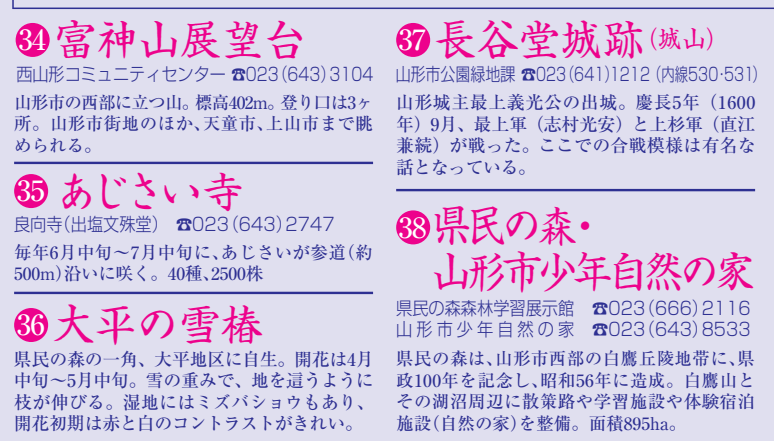 ㉞富神山展望台
西山形コミュニティセンター ☎023(643)3104
山形市の西部に立つ山。標高402m。登り口は3ヶ
所。山形市街地のほか、天童市、上山市まで眺
められる。
㉟あじさい寺
良向寺(出塩文殊堂) ☎023(643)2747
毎年6月中旬〜7月中旬に、あじさいが参道(約
500m)沿いに咲く。40種、2500株
㊱大平の雪椿
県民の森の一角、大平地区に自生。開花は4月
中旬〜5月中旬。雪の重みで、地を這うように
枝が伸びる。湿地にはミズバショウもあり、
開花初期は赤と白のコントラストがきれい。
㊲長谷堂城跡(城山)
山形市公園緑地課 ☎023(641)1212 (内線530・531)
山形城主最上義光公の出城。慶長5年(1600
年)9月、最上軍(志村光安)と上杉軍(直江
兼続)が戦った。ここでの合戦模様は有名な
話となっている。
㊳県民の森・
山形市少年自然の家
県民の森森林学習展示館 ☎023(666)2116
山形市少年自然の家 ☎023(643)8533
県民の森は、山形市西部の白鷹丘陵地帯に、県
政100年を記念し、昭和56年に造成。白鷹山と
その湖沼周辺に散策路や学習施設や体験宿泊
施設(自然の家)を整備。面積895ha。